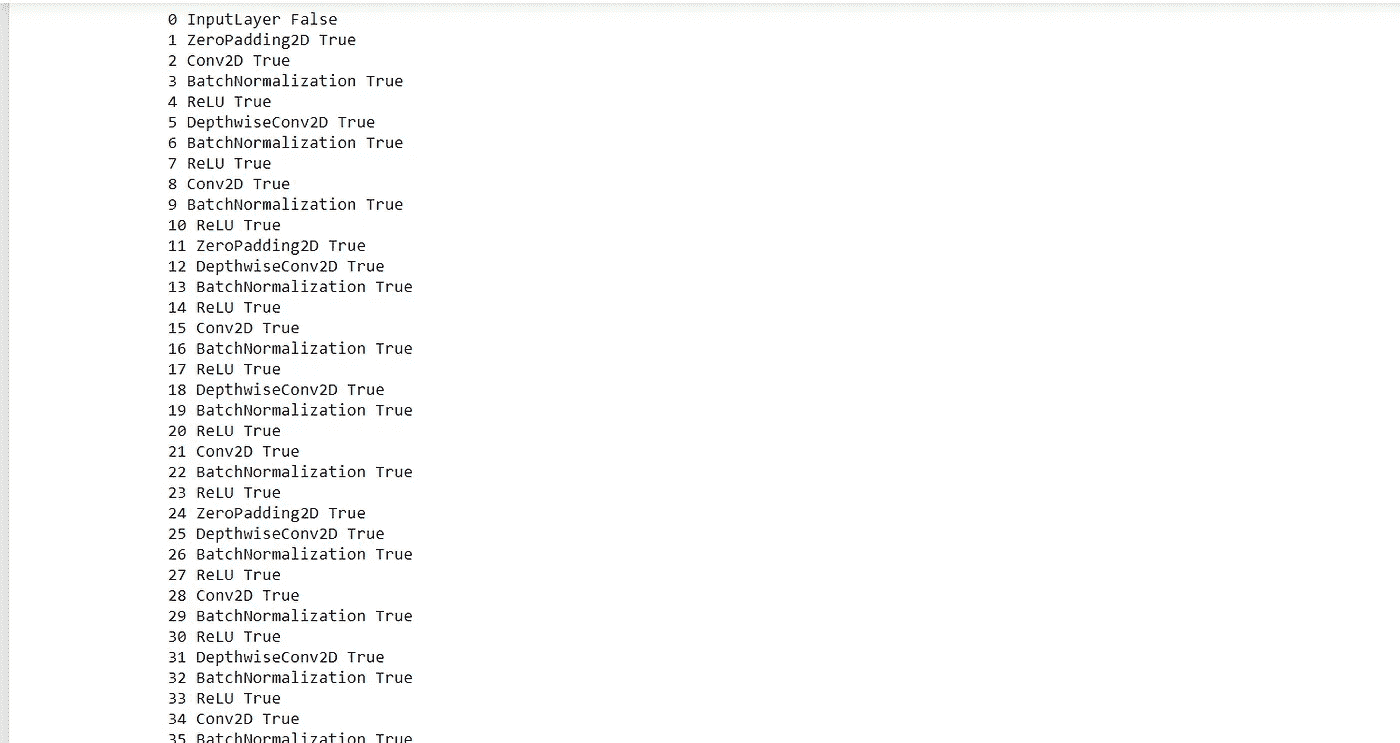 0 InputLayer False
1 ZeroPadding2D True
2 Conv2D True
3 BatchNormalization True
4 ReLU True
5 DepthwiseConv2D True
6 BatchNormalization True
7 ReLU True
8 Conv2D True
9 BatchNormalization True
10 ReLU True
11 ZeroPadding2D True
12 DepthwiseConv2D True
13 BatchNormalization True
14 ReLU True
15 Conv2D True
16 BatchNormalization True
17 ReLU True
18 DepthwiseConv2D True
19 BatchNormalization True
20 ReLU True
21 Conv2D True
22 BatchNormalization True
23 ReLU True
24 ZeroPadding2D True
25 DepthwiseConv2D True
26 BatchNormalization True
27 ReLU True
28 Conv2D True
29 BatchNormalization True
30 ReLU True
31 DepthwiseConv2D True
32 BatchNormalization True
33 ReLU True
34 Conv2D True
35 BatchNormalization True